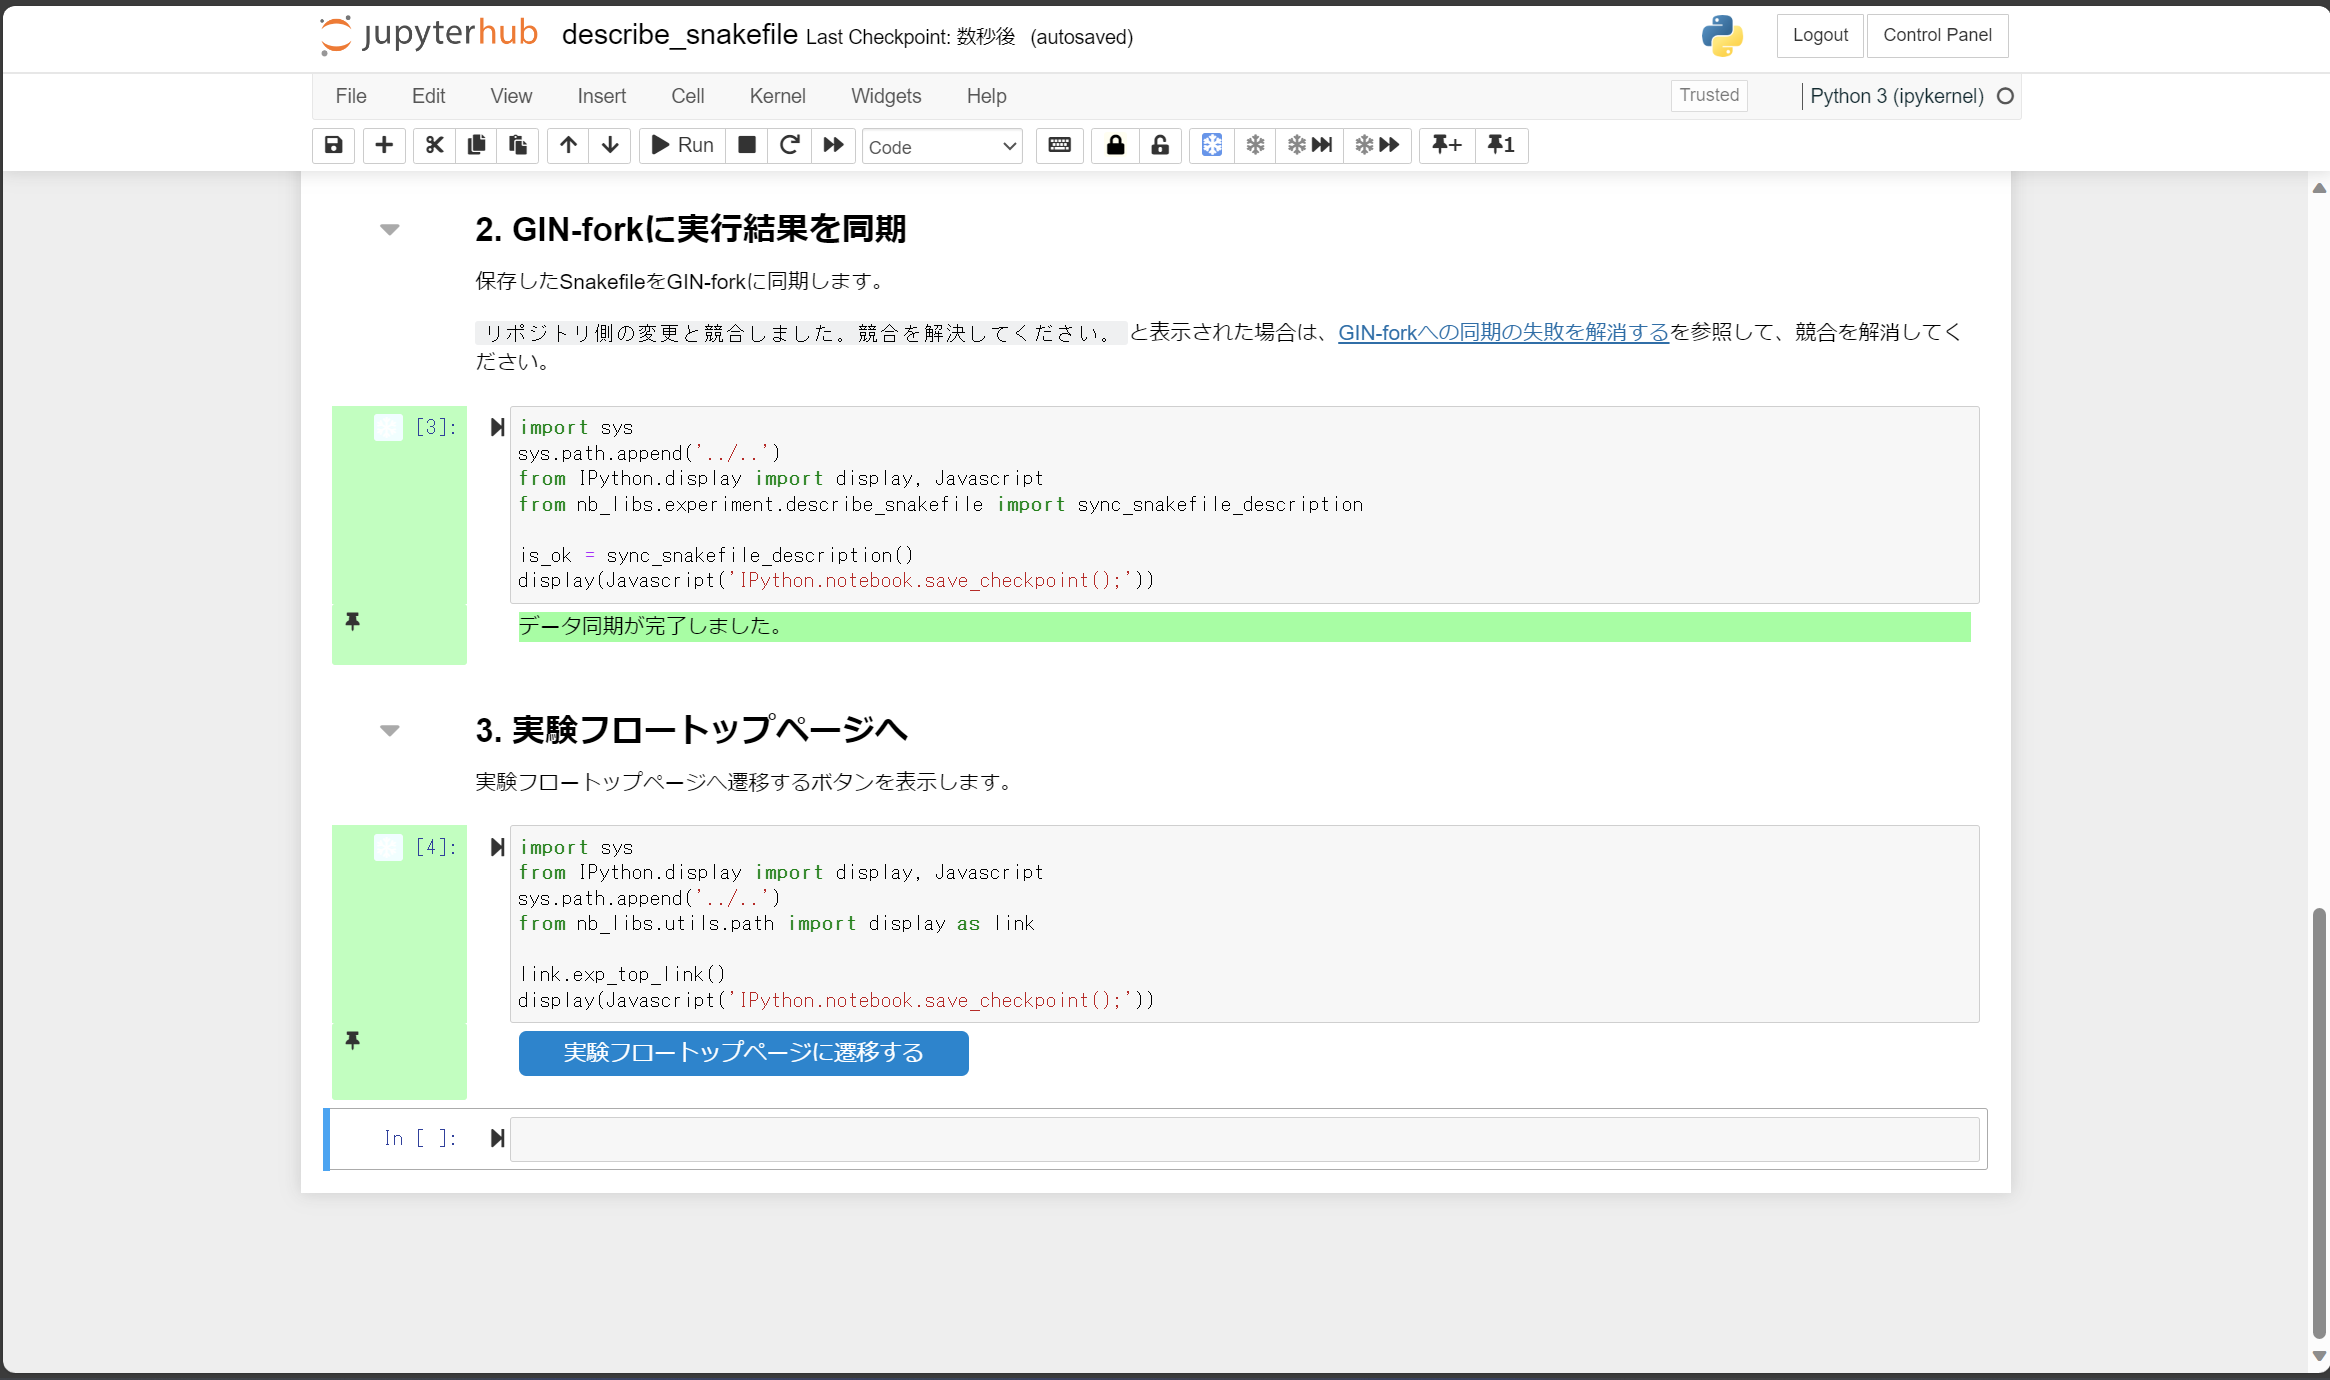 jupyterhub describe_snakefile Last Checkpoint: 数秒後 (autosaved) Logout Control Panel
File Edit View Insert Cell Kernel Widgets Help Trusted Python 3 (ipykernel)
Run Code +1
2. GIN-forkに実行結果を同期
保存したSnakefileをGIN-forkに同期します。
リポジトリ側の変更と競合しました。競合を解決してください。 と表示された場合は、GIN-forkへの同期の失敗を解消するを参照して、競合を解消してく
ださい。
[3]: import sys
sys.path.append('../..')
from IPython.display import display, Javascript
from nb_libs.experiment.describe_snakefile import sync_snakefile_description
is_ok = sync_snakefile_description()
display(Javascript('IPython.notebook.save_checkpoint();'))
データ同期が完了しました。
3. 実験フロートップページへ
実験フロートップページへ遷移するボタンを表示します。
[4]: import sys
from IPython.display import display, Javascript
sys.path.append('../..')
from nb_libs.utils.path import display as link
link.exp_top_link()
display(Javascript('IPython.notebook.save_checkpoint();'))
実験フロートップページに遷移する
In [ ]: